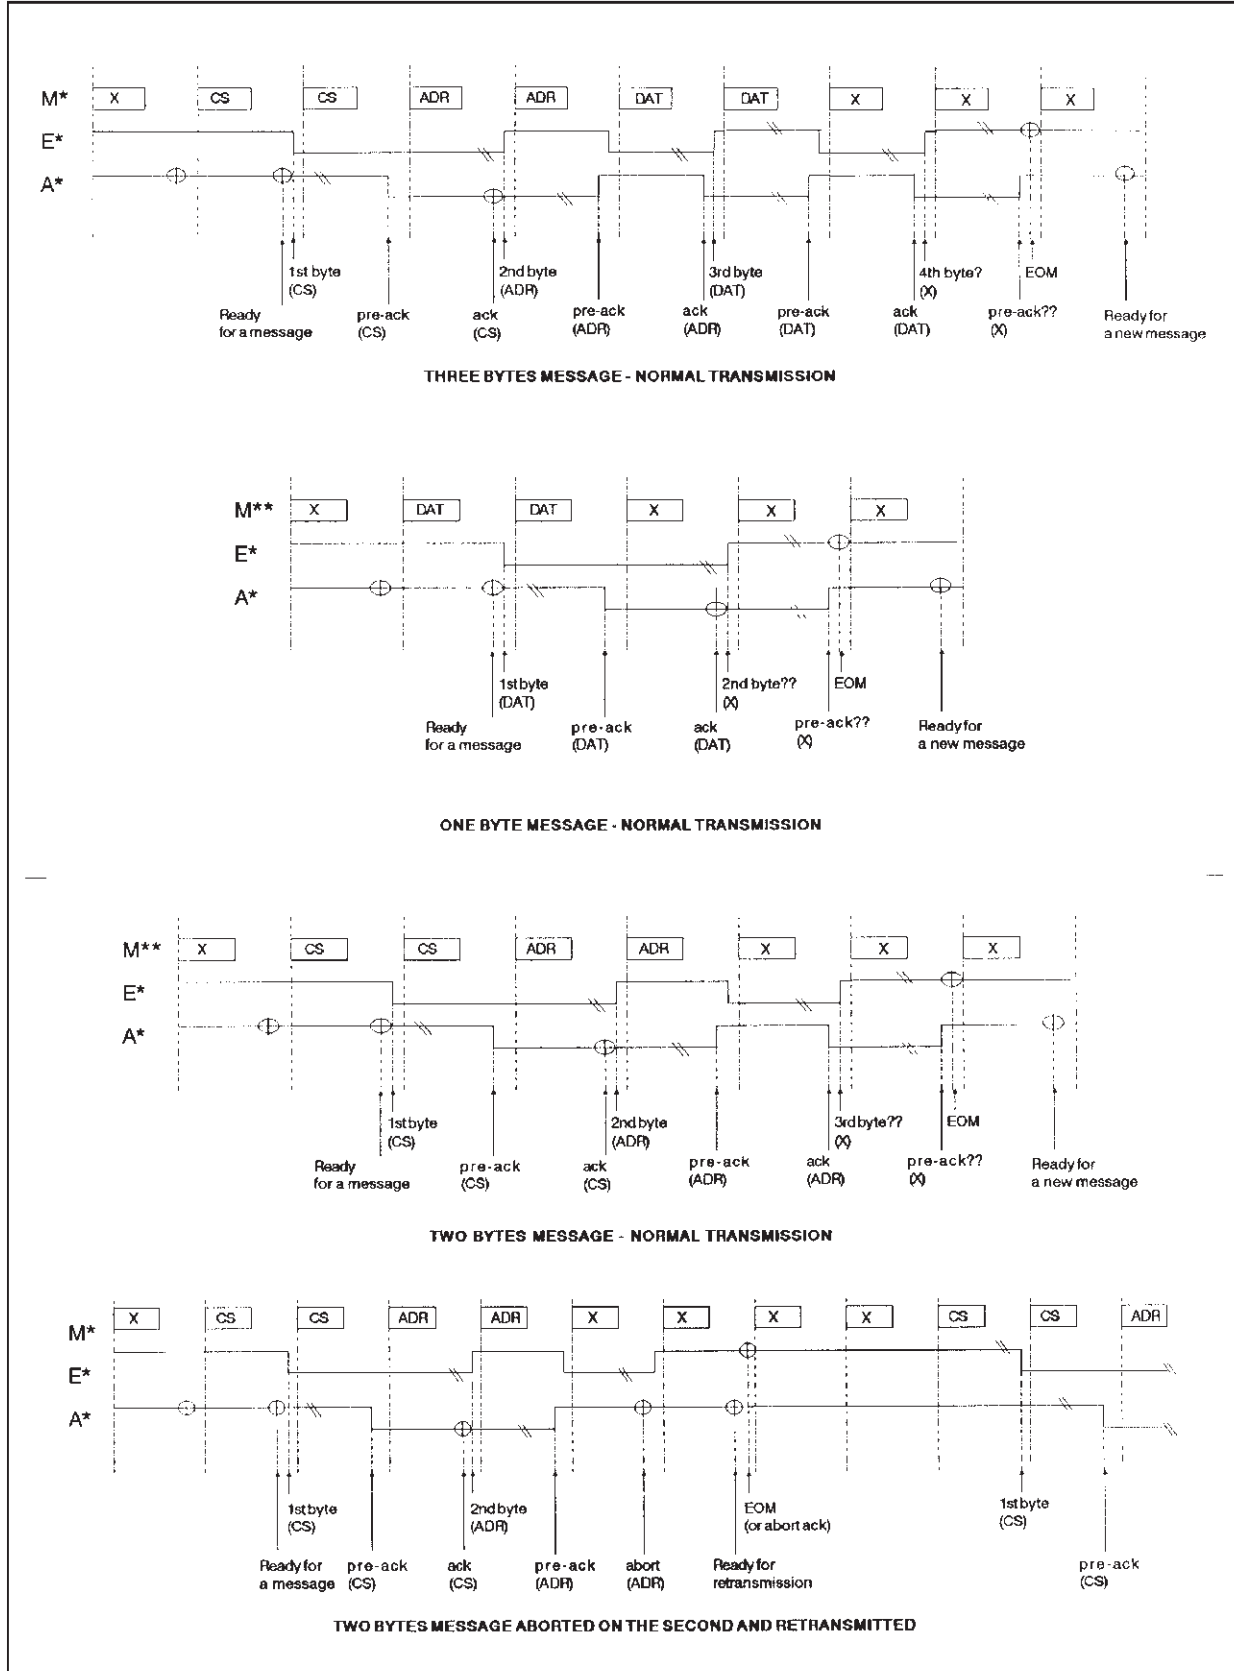 M* X CS CS ADR ADR DAT DAT X X X
E*
A*
1st byte 2nd byte 3rd byte 4th byte? EOM
(CS) (ADR) (DAT) (X)
Ready pre-ack ack pre-ack ack pre-ack ack pre-ack?? Ready for
for a message (CS) (CS) (ADR) (ADR) (DAT) (DAT) (X) a new message
THREE BYTES MESSAGE - NORMAL TRANSMISSION
M** X DAT DAT X X X
E*
A*
1st byte 2nd byte?? EOM
(DAT) (X)
Ready pre-ack ack pre-ack?? Ready for
for a message (DAT) (DAT) (X) a new message
ONE BYTE MESSAGE - NORMAL TRANSMISSION
M** X CS CS ADR ADR X X X
E*
A*
1st byte 2nd byte 3rd byte?? EOM
(CS) (ADR) (X)
Ready pre-ack ack pre-ack ack pre-ack?? Ready for
for a message (CS) (CS) (ADR) (ADR) (X) a new message
TWO BYTES MESSAGE - NORMAL TRANSMISSION
M* X CS CS ADR ADR X X X X CS CS ADR
E*
A*
1st byte 2nd byte EOM 1st byte
(CS) (ADR) (or abort ack) (CS)
Ready for pre-ack ack pre-ack abort Ready for pre-ack
a message (CS) (CS) (ADR) (ADR) retransmission (CS)
TWO BYTES MESSAGE ABORTED ON THE SECOND AND RETRANSMITTED